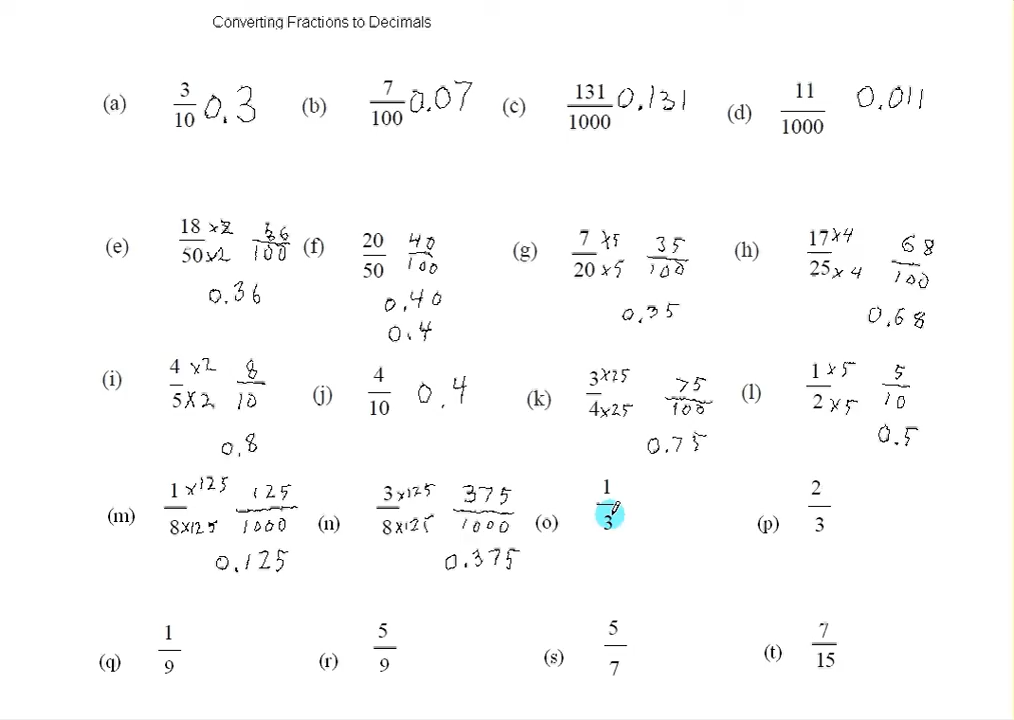 Converting Fractions to Decimals
(a) 3/10 0.3 (b) 7/100 0.07 (c) 131/1000 0.131 (d) 11/1000 0.011
(e) 18/50 ×2 ×2 36/100 (f) 20/50 40/100 (g) 7/20 ×5 ×5 35/100 (h) 17/25 ×4 ×4 68/100
0.36 0.40 0.35 0.68
0.4
(i) 4/5 ×2 ×2 8/10 (j) 4/10 0.4 (k) 3/4 ×25 ×25 75/100 (l) 1/2 ×5 ×5 5/10
0.8 0.75 0.5
(m) 1/8 ×125 ×125 125/1000 (n) 3/8 ×125 ×125 375/1000 (o) 1/3 (p) 2/3
0.125 0.375
(q) 1/9 (r) 5/9 (s) 5/7 (t) 7/15